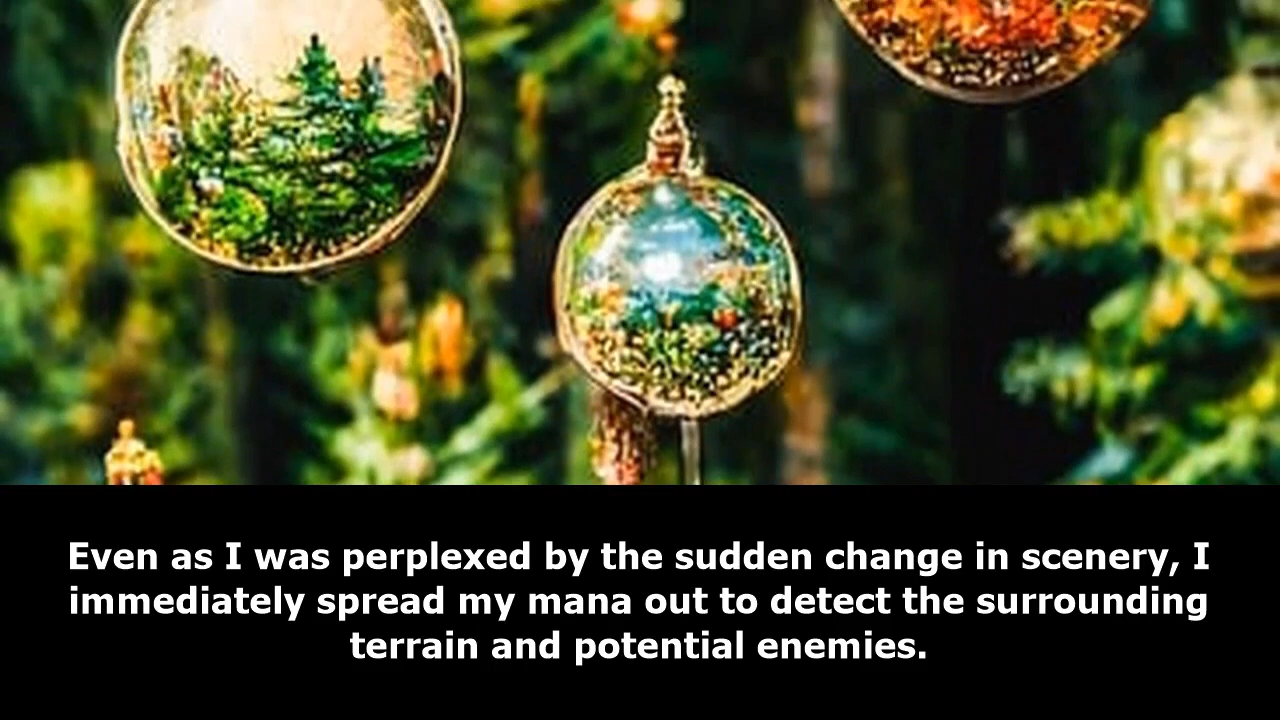 Even as I was perplexed by the sudden change in scenery, I
immediately spread my mana out to detect the surrounding
terrain and potential enemies.